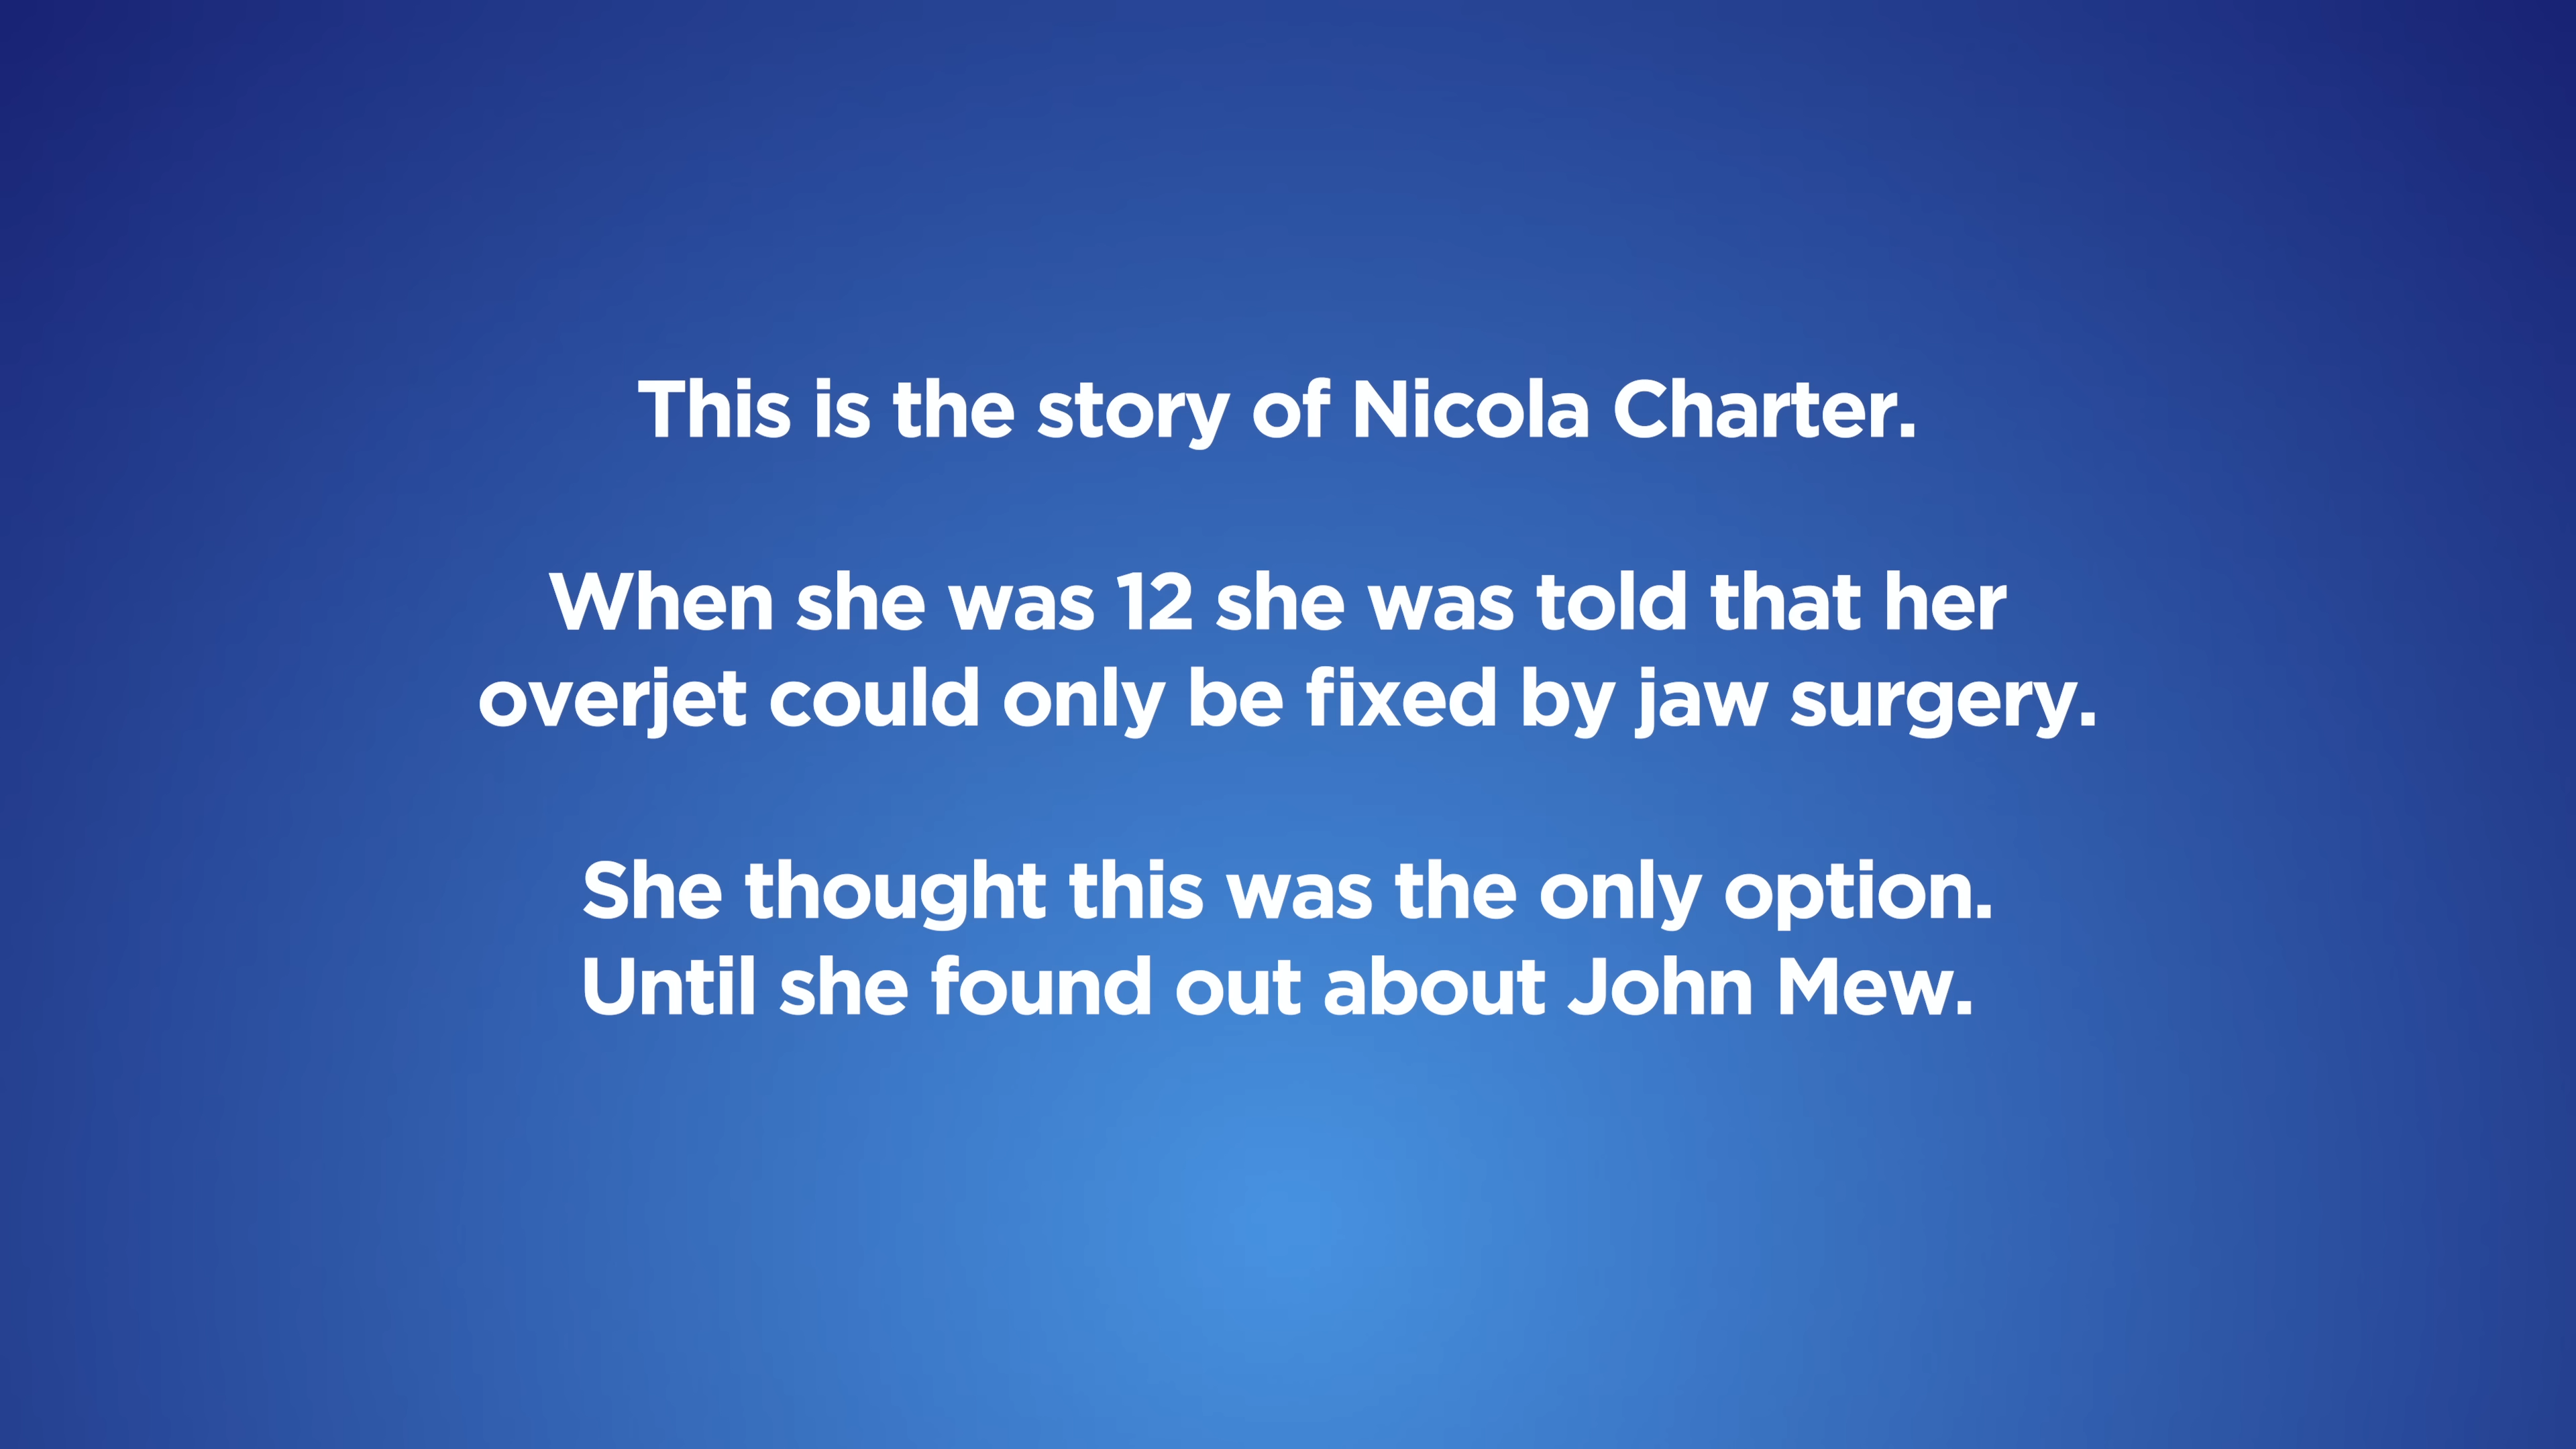 This is the story of Nicola Charter.
When she was 12 she was told that her
overjet could only be fixed by jaw surgery.
She thought this was the only option.
Until she found out about John Mew.